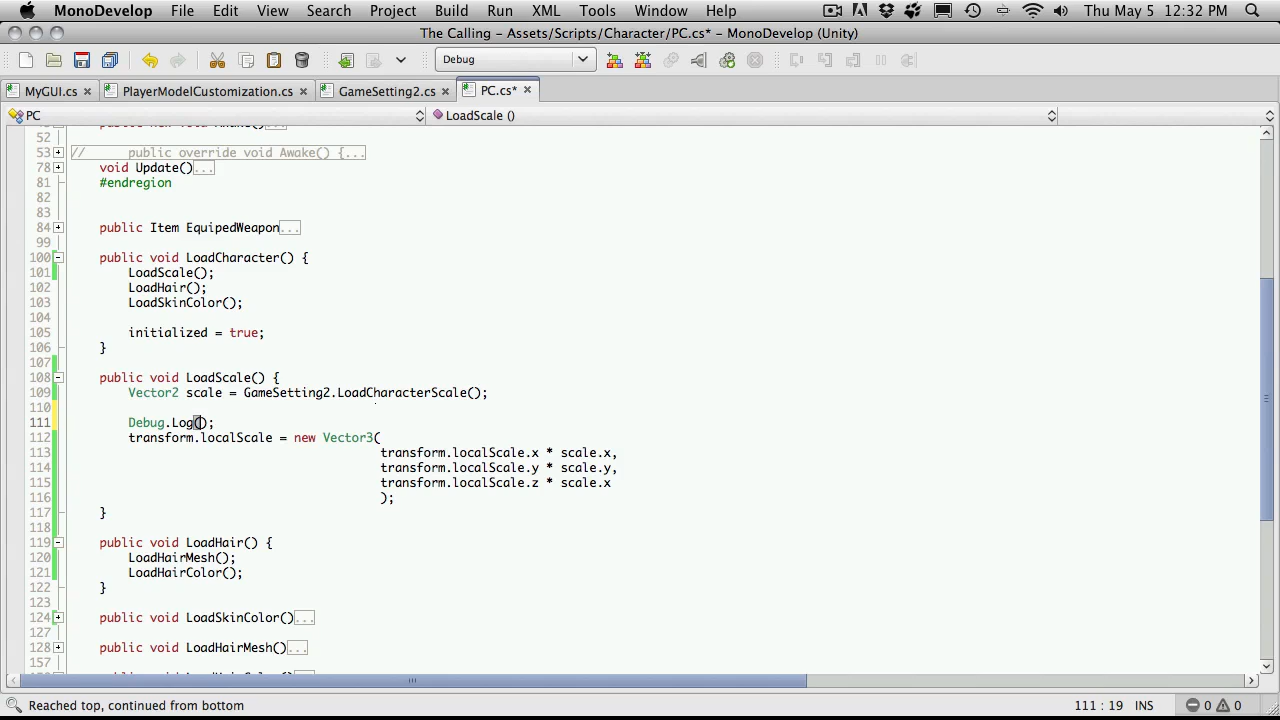 MonoDevelop File Edit View Search Project Build Run XML Tools Window Help Thu May 5 12:32 PM
The Calling - Assets/Scripts/Character/PC.cs* - MonoDevelop (Unity)
Debug
MyGUI.cs PlayerModelCustomization.cs GameSetting2.cs PC.cs*
PC LoadScale ()
52
53 // public override void Awake() {...
78 void Update()...
81 #endregion
82
83
84 public Item EquipedWeapon...
99
100 public void LoadCharacter() {
101 LoadScale();
102 LoadHair();
103 LoadSkinColor();
104
105 initialized = true;
106 }
107
108 public void LoadScale() {
109 Vector2 scale = GameSetting2.LoadCharacterScale();
110
111 Debug.Log();
112 transform.localScale = new Vector3(
113 transform.localScale.x * scale.x,
114 transform.localScale.y * scale.y,
115 transform.localScale.z * scale.x
116 );
117 }
118
119 public void LoadHair() {
120 LoadHairMesh();
121 LoadHairColor();
122 }
123
124 public void LoadSkinColor()...
127
128 public void LoadHairMesh()...
157
Reached top, continued from bottom 111 : 19 INS 0 0